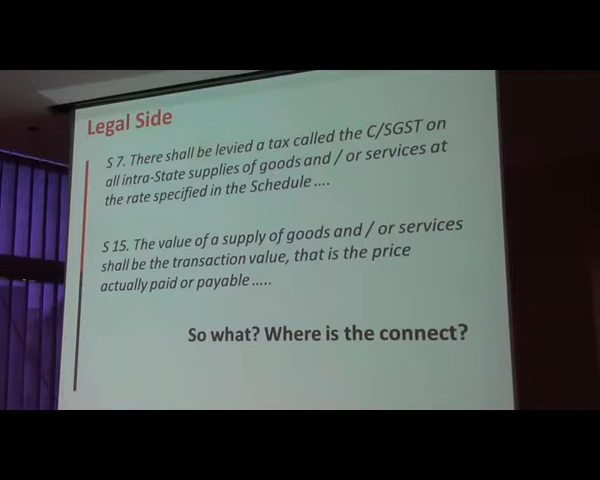 Legal Side
S 7. There shall be levied a tax called the C/SGST on
all intra-State supplies of goods and / or services at
the rate specified in the Schedule ....
S 15. The value of a supply of goods and / or services
shall be the transaction value, that is the price
actually paid or payable .....
So what? Where is the connect?